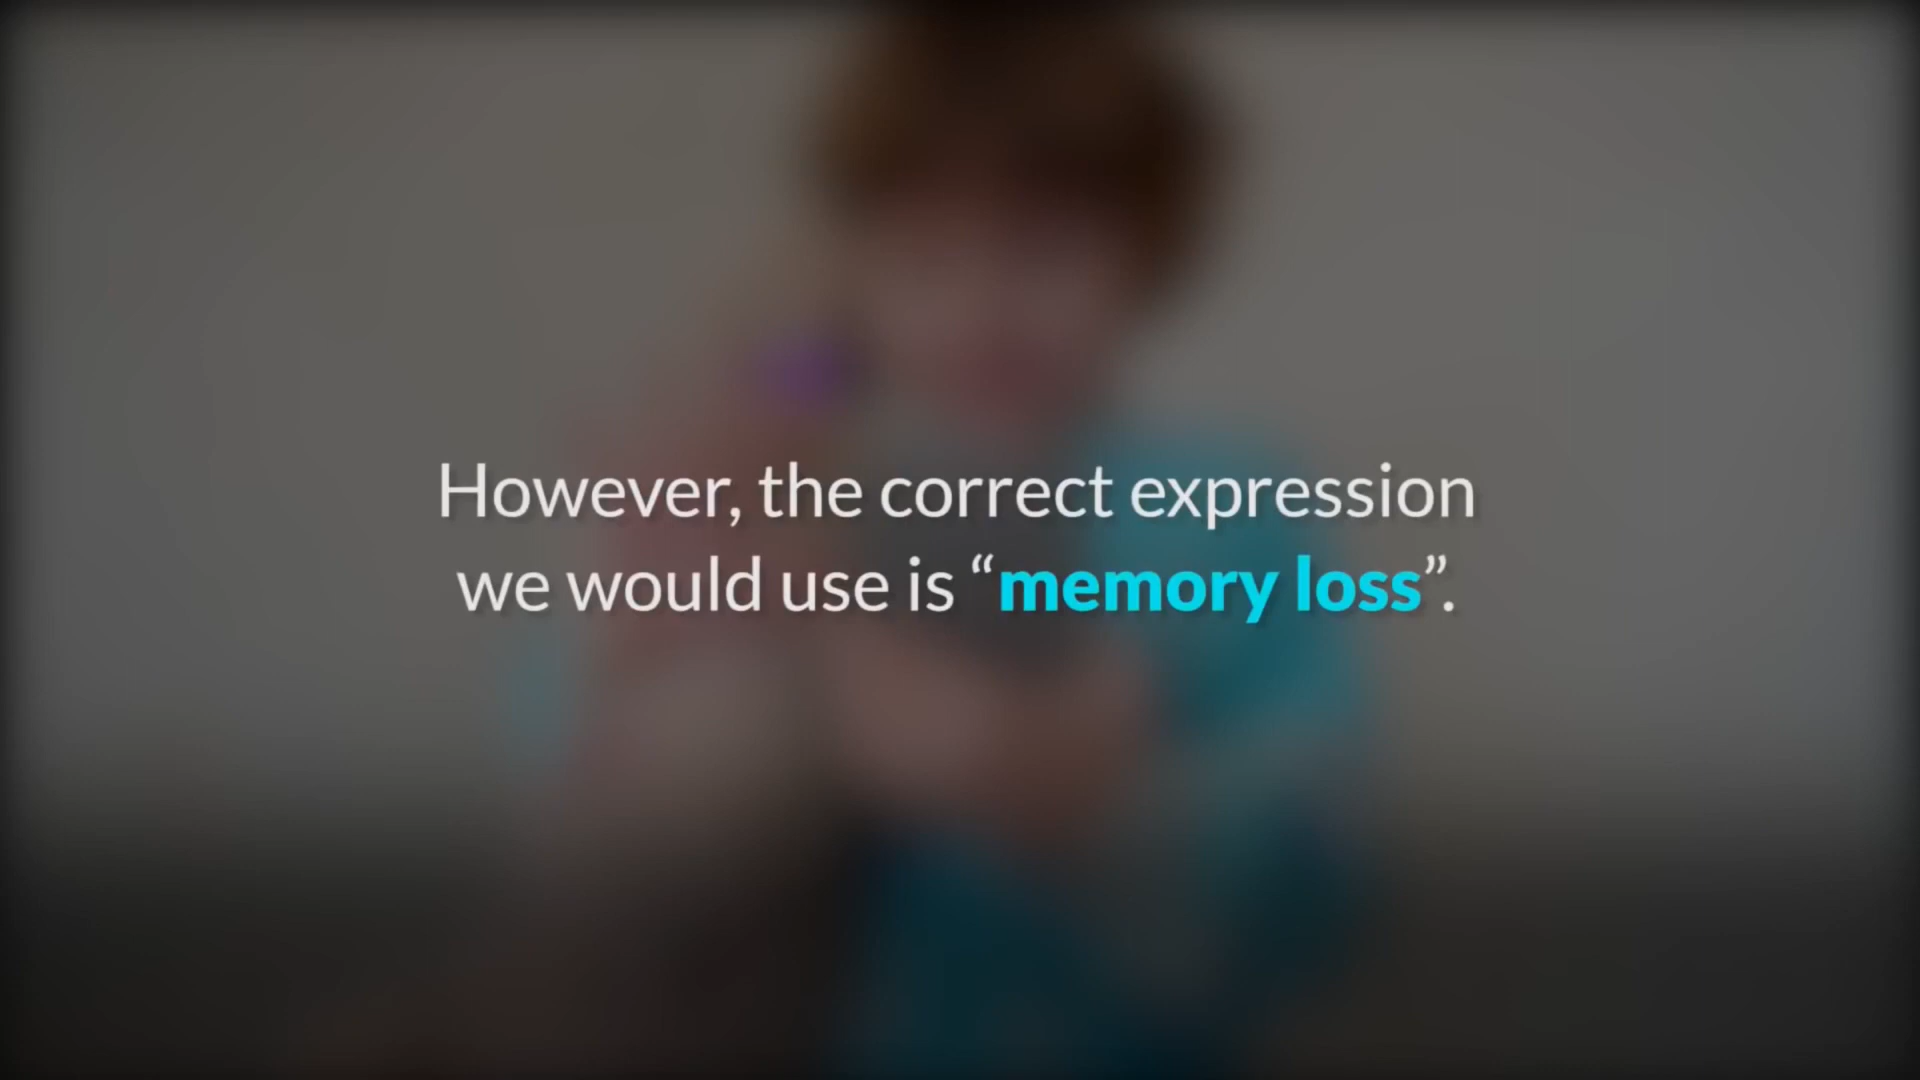 However, the correct expression
we would use is “memory loss”.